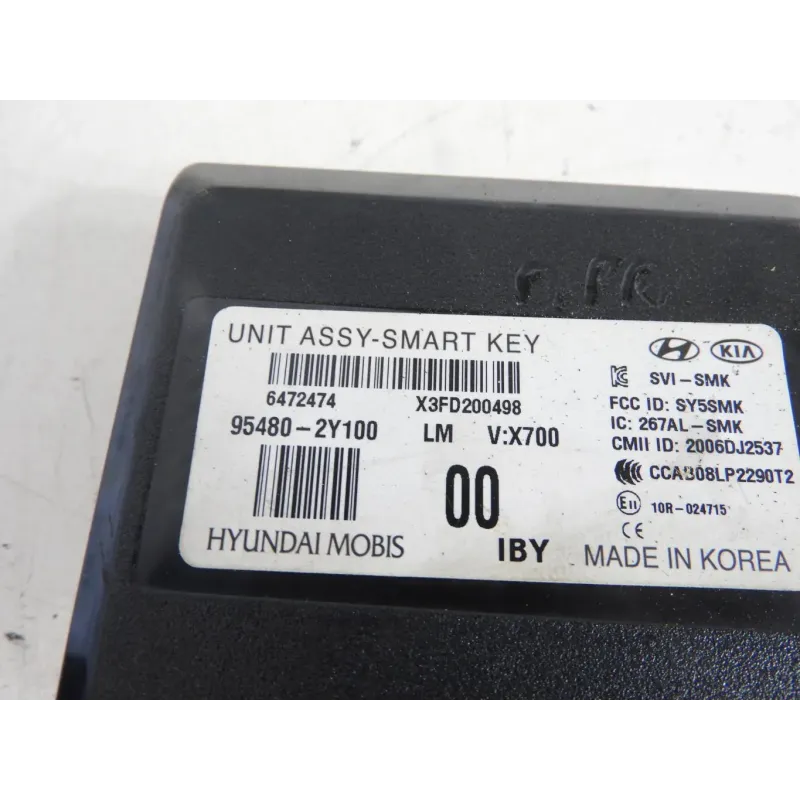 UNIT ASSY-SMART KEY
KIA
6472474 X3FD200498
SVI-SMK
FCC ID: SY5SMK
95480-2Y100 LM V:X700
IC: 267AL-SMK
CMII ID: 2006DJ2537
00
CCAB08LP2290T2
E11 10R-024715
CE
HYUNDAI MOBIS IBY MADE IN KOREA